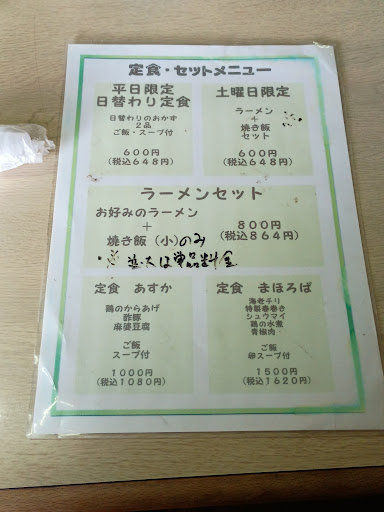 定食・セットメニュー
平日限定
日替わり定食
日替わりのおかず
2品
ご飯・スープ付
600円
(税込648円)
土曜日限定
ラーメン
+
焼き飯
セット
600円
(税込648円)
ラーメンセット
お好みのラーメン
+
焼き飯(小)のみ
800円
(税込864円)
は単品料金
定食 あすか
鶏のからあげ
酢豚
麻婆豆腐
ご飯
スープ付
1000円
(税込1080円)
定食 まほろば
海老チリ
特製春巻き
シュウマイ
鶏の水煮
青椒肉
ご飯
卵スープ付
1500円
(税込1620円)